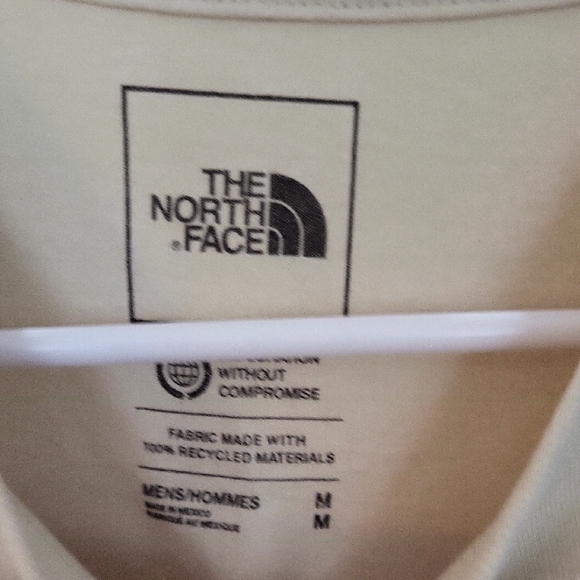 THE
NORTH
® FACE
WITHOUT
COMPROMISE
FABRIC MADE WITH
100% RECYCLED MATERIALS
MENS/HOMMES M
MADE IN MEXICO
FABRIQUÉ AU MEXIQUE M